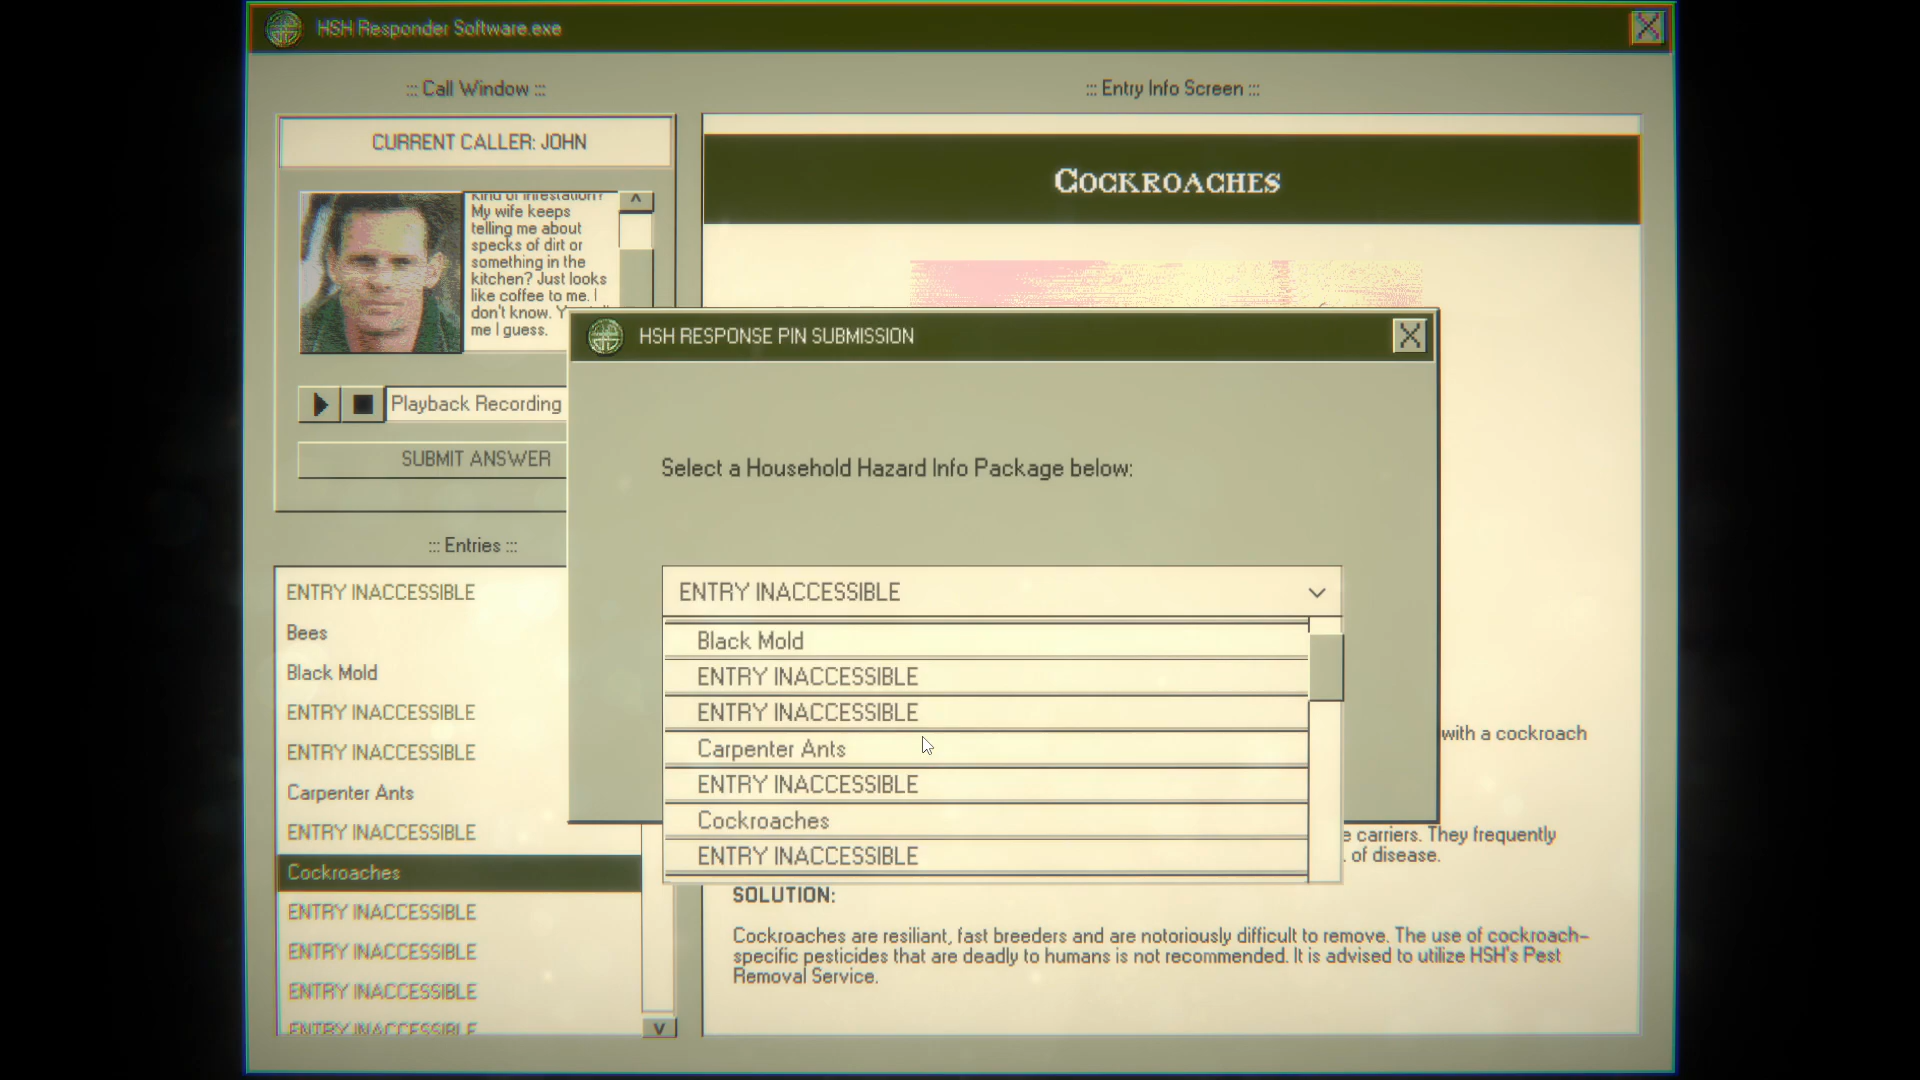 HSH Responder Software.exe
::: Call Window :::
CURRENT CALLER: JOHN
kind of infestation?
My wife keeps
telling me about
specks of dirt or
something in the
kitchen? Just looks
like coffee to me. I
don't know.
me I guess.
Playback Recording
SUBMIT ANSWER
::: Entries :::
ENTRY INACCESSIBLE
Bees
Black Mold
ENTRY INACCESSIBLE
ENTRY INACCESSIBLE
Carpenter Ants
ENTRY INACCESSIBLE
Cockroaches
ENTRY INACCESSIBLE
ENTRY INACCESSIBLE
ENTRY INACCESSIBLE
ENTRY INACCESSIBLE
::: Entry Info Screen :::
COCKROACHES
HSH RESPONSE PIN SUBMISSION
Select a Household Hazard Info Package below:
ENTRY INACCESSIBLE
Black Mold
ENTRY INACCESSIBLE
ENTRY INACCESSIBLE
Carpenter Ants
ENTRY INACCESSIBLE
Cockroaches
ENTRY INACCESSIBLE
with a cockroach
carriers. They frequently
of disease.
SOLUTION:
Cockroaches are resiliant, fast breeders and are notoriously difficult to remove. The use of cockroach-
specific pesticides that are deadly to humans is not recommended. It is advised to utilize HSH's Pest
Removal Service.